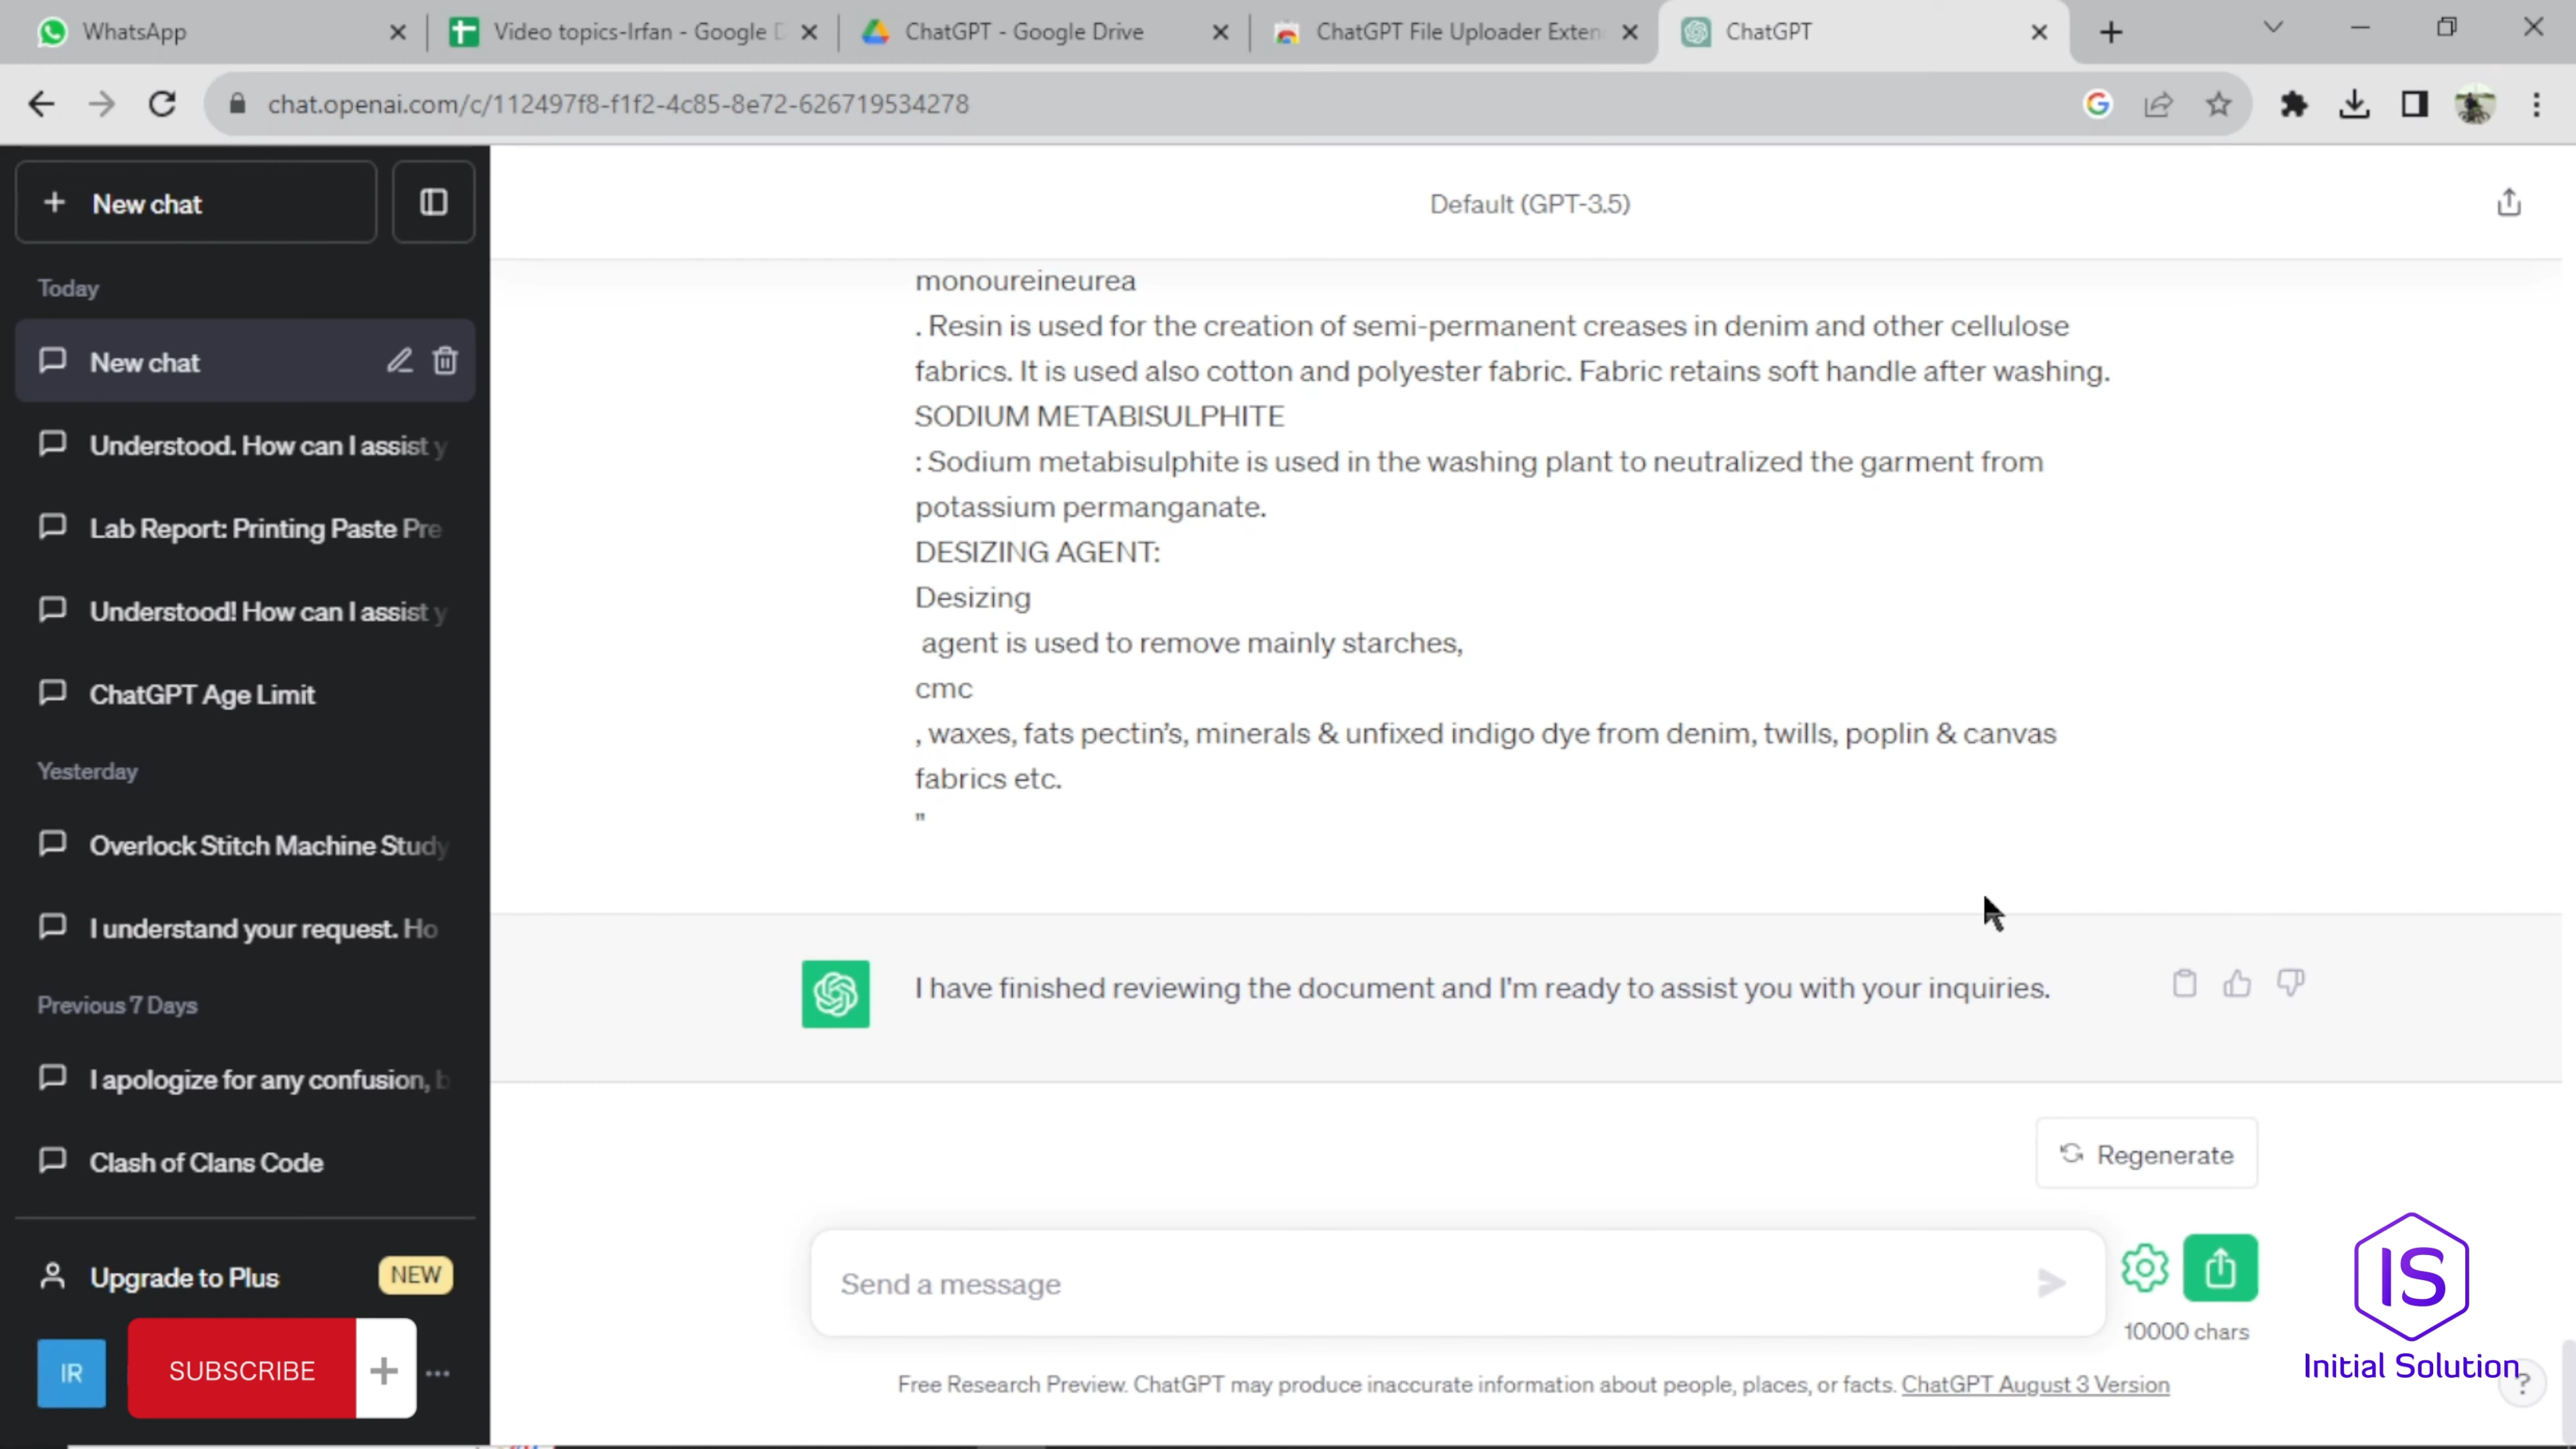 WhatsApp
Video topics-Irfan - Google D
ChatGPT - Google Drive
ChatGPT File Uploader Exten
ChatGPT
chat.openai.com/c/112497f8-f1f2-4c85-8e72-626719534278
New chat
Today
New chat
Understood. How can I assist y
Lab Report: Printing Paste Pre
Understood! How can I assist y
ChatGPT Age Limit
Yesterday
Overlock Stitch Machine Study
I understand your request. Ho
Previous 7 Days
I apologize for any confusion, b
Clash of Clans Code
Upgrade to Plus NEW
IR
SUBSCRIBE
Default (GPT-3.5)
monoureineurea
. Resin is used for the creation of semi-permanent creases in denim and other cellulose
fabrics. It is used also cotton and polyester fabric. Fabric retains soft handle after washing.
SODIUM METABISULPHITE
: Sodium metabisulphite is used in the washing plant to neutralized the garment from
potassium permanganate.
DESIZING AGENT:
Desizing
agent is used to remove mainly starches,
cmc
, waxes, fats pectin's, minerals & unfixed indigo dye from denim, twills, poplin & canvas
fabrics etc.
"
I have finished reviewing the document and I'm ready to assist you with your inquiries.
Regenerate
Send a message
10000 chars
Free Research Preview. ChatGPT may produce inaccurate information about people, places, or facts. ChatGPT August 3 Version
IS
Initial Solution
?